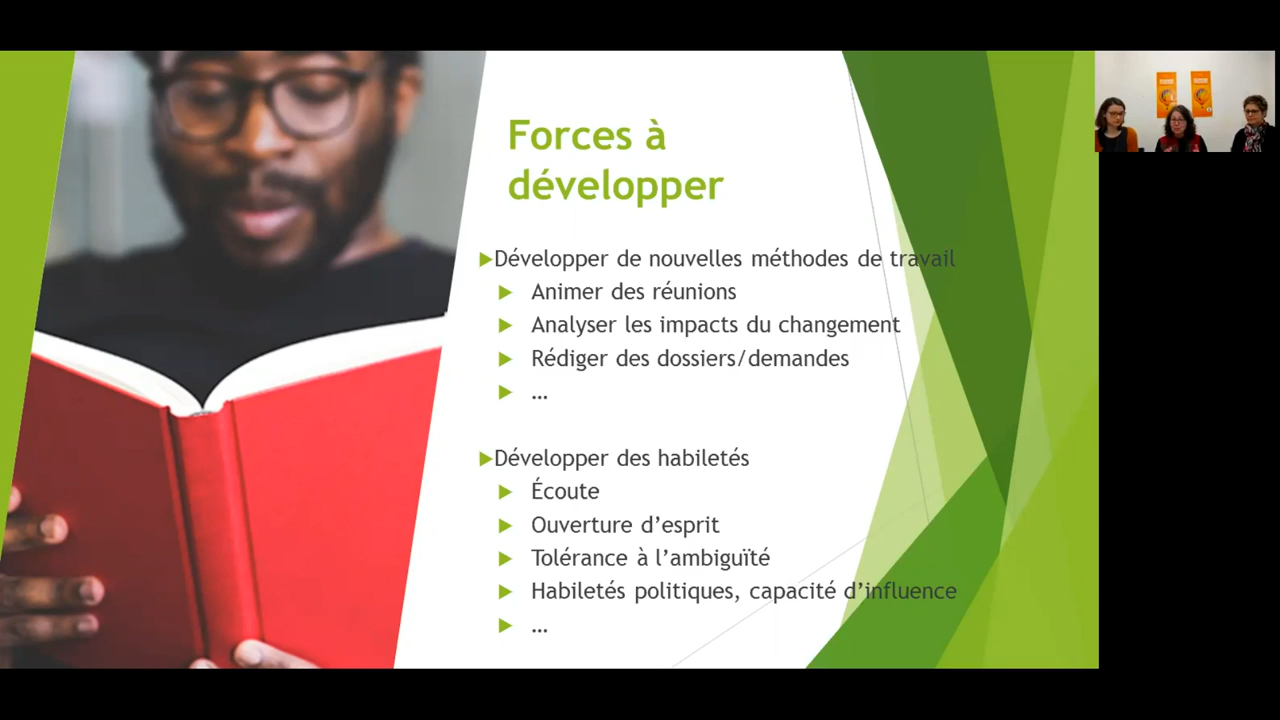 Forces à
développer
Développer de nouvelles méthodes de travail
Animer des réunions
Analyser les impacts du changement
Rédiger des dossiers/demandes
…
Développer des habiletés
Écoute
Ouverture d’esprit
Tolérance à l’ambiguïté
Habiletés politiques, capacité d’influence
…